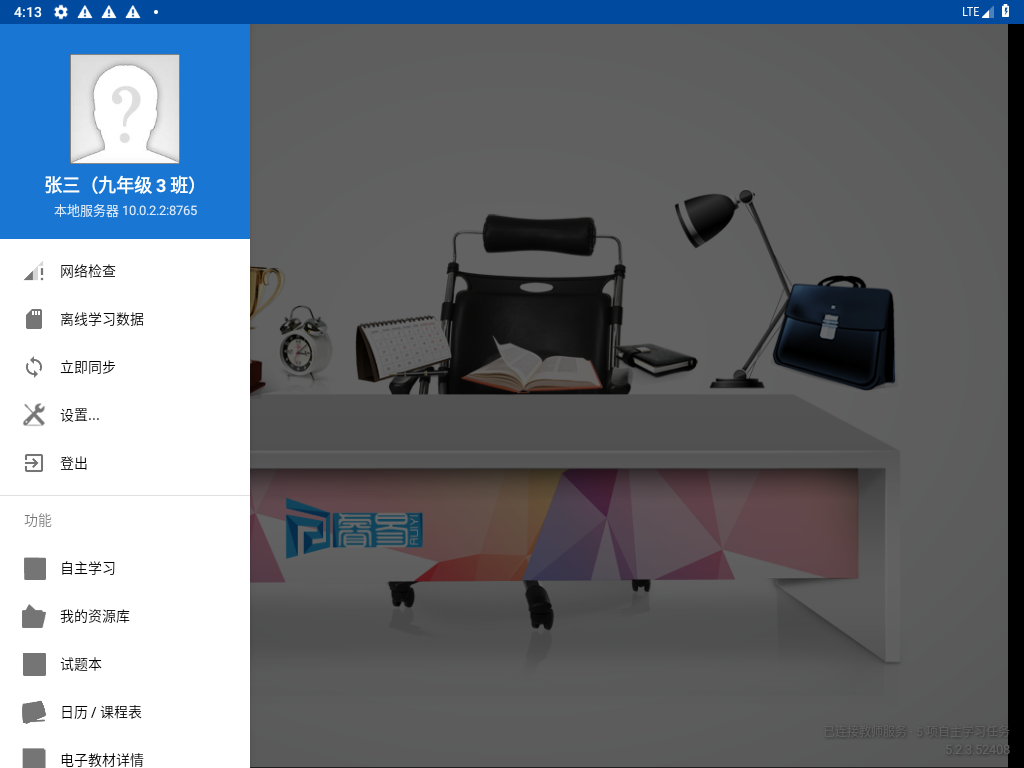 4:13
LTE
张三（九年级 3 班）
本地服务器 10.0.2.2:8765
网络检查
离线学习数据
立即同步
设置...
登出
功能
自主学习
我的资源库
试题本
日历 / 课程表
电子教材详情
睿易
RUIYI
已连接教师服务 · 5 项自主学习任务
5.2.3.52408